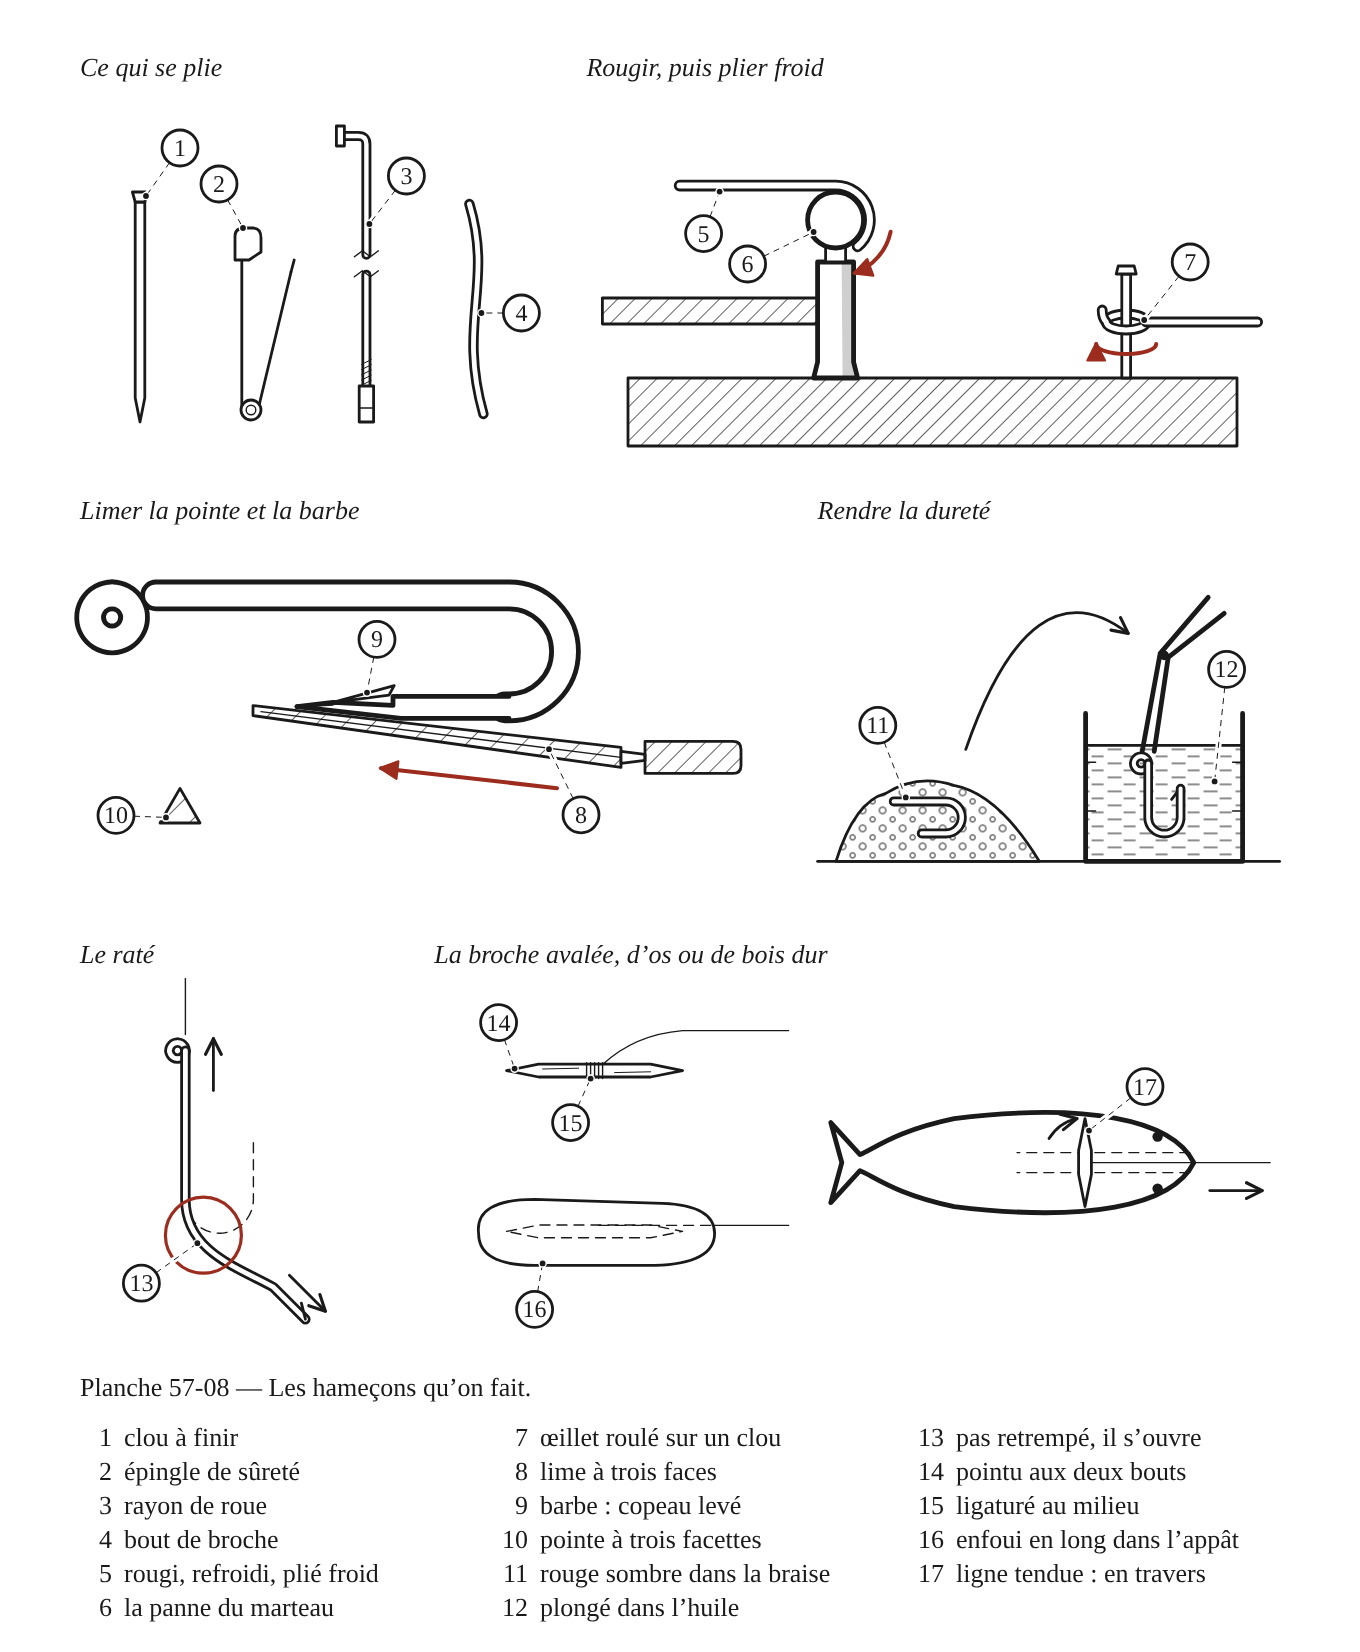 Ce qui se plie
Rougir, puis plier froid
1
2
3
4
5
6
7
Limer la pointe et la barbe
Rendre la dureté
9
8
10
11
12
Le raté
La broche avalée, d’os ou de bois dur
13
14
15
16
17
Planche 57-08 — Les hameçons qu’on fait.
1 clou à finir
2 épingle de sûreté
3 rayon de roue
4 bout de broche
5 rougi, refroidi, plié froid
6 la panne du marteau
7 œillet roulé sur un clou
8 lime à trois faces
9 barbe : copeau levé
10 pointe à trois facettes
11 rouge sombre dans la braise
12 plongé dans l’huile
13 pas retrempé, il s’ouvre
14 pointu aux deux bouts
15 ligaturé au milieu
16 enfoui en long dans l’appât
17 ligne tendue : en travers